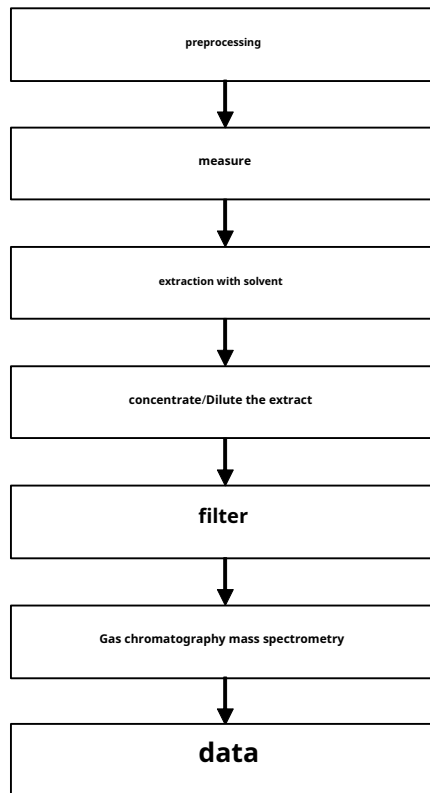 preprocessing
measure
extraction with solvent
concentrate/Dilute the extract
filter
Gas chromatography mass spectrometry
data